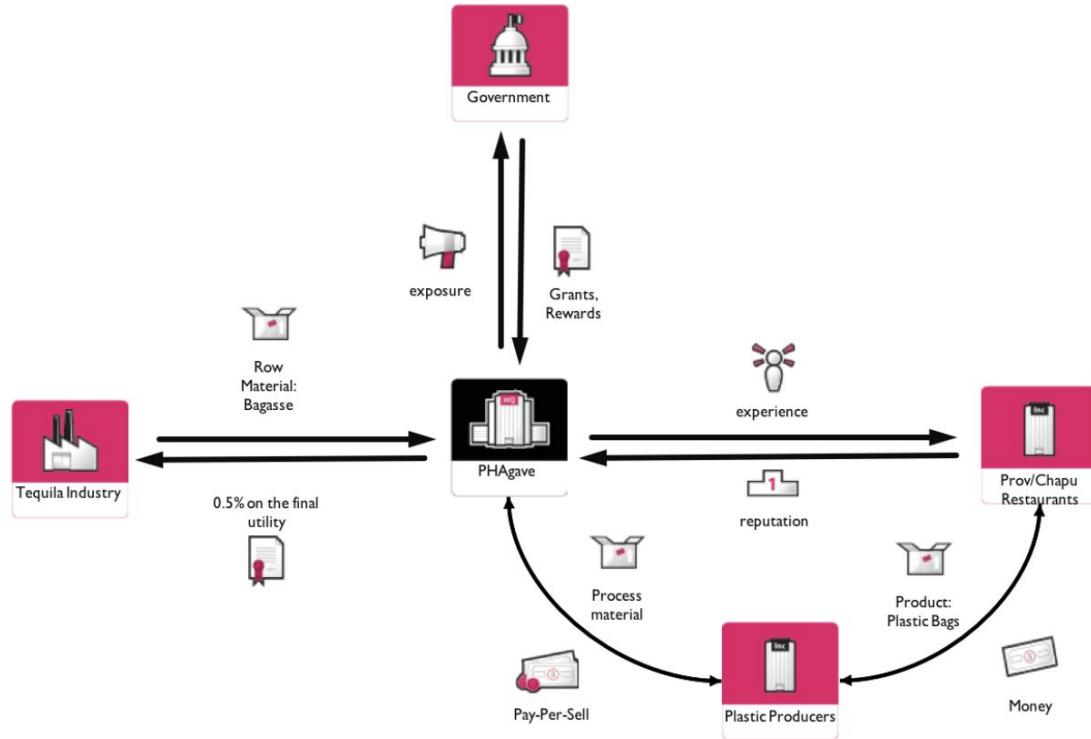 Government
exposure
Grants,
Rewards
Row
Material:
Bagasse
experience
HQ
Inc
Tequila Industry
PHAgave
Prov/Chapu
Restaurants
0.5% on the final
utility
1
reputation
Process
material
Product:
Plastic Bags
Inc
$
Pay-Per-Sell
Plastic Producers
$
Money